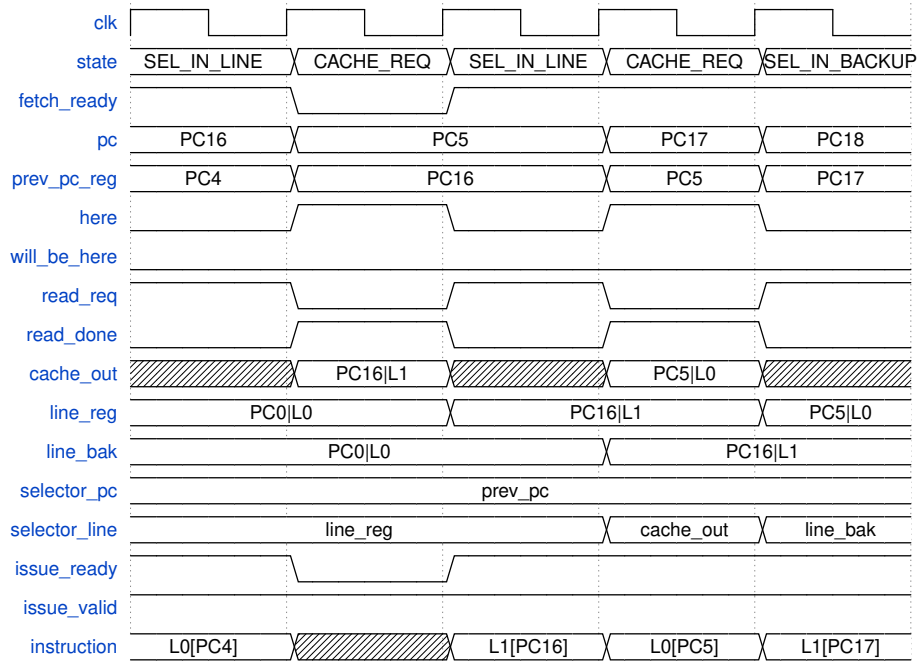 clk
state SEL_IN_LINE CACHE_REQ SEL_IN_LINE CACHE_REQ SEL_IN_BACKUP
fetch_ready
pc PC16 PC5 PC17 PC18
prev_pc_reg PC4 PC16 PC5 PC17
here
will_be_here
read_req
read_done
cache_out PC16|L1 PC5|L0
line_reg PC0|L0 PC16|L1 PC5|L0
line_bak PC0|L0 PC16|L1
selector_pc prev_pc
selector_line line_reg cache_out line_bak
issue_ready
issue_valid
instruction L0[PC4] L1[PC16] L0[PC5] L1[PC17]